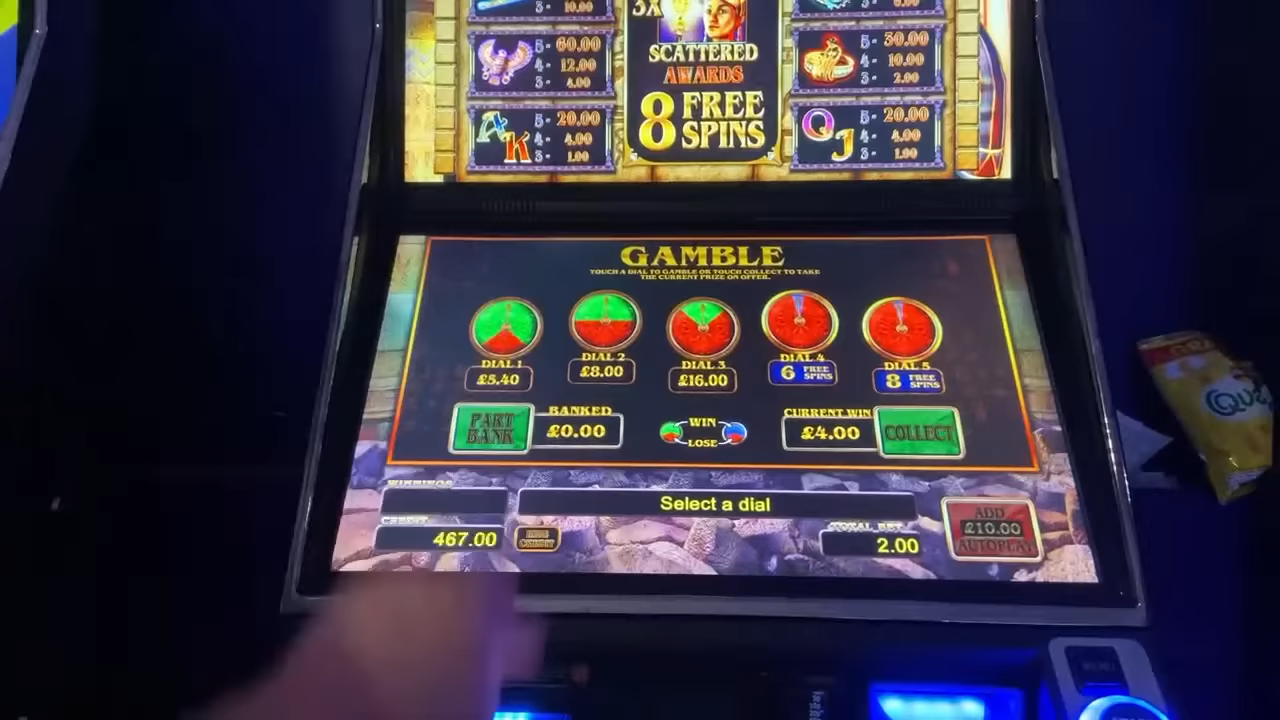 3- 10.00
3X
5- 60.00
4- 12.00
3- 4.00
SCATTERED
AWARDS
8 FREE SPINS
5- 30.00
4- 10.00
3- 2.00
A K
5- 20.00
4- 4.00
3- 1.00
Q J
5- 20.00
4- 4.00
3- 1.00
GAMBLE
TOUCH A DIAL TO GAMBLE OR TOUCH COLLECT TO TAKE
THE CURRENT PRIZE ON OFFER.
DIAL 1
£5.40
DIAL 2
£8.00
DIAL 3
£16.00
DIAL 4
6 FREE SPINS
DIAL 5
8 FREE SPINS
PART BANK
BANKED
£0.00
WIN
LOSE
CURRENT WIN
£4.00
COLLECT
WINNINGS
Select a dial
CREDIT
467.00
TOTAL BET
2.00
ADD
£10.00
AUTOPLAY